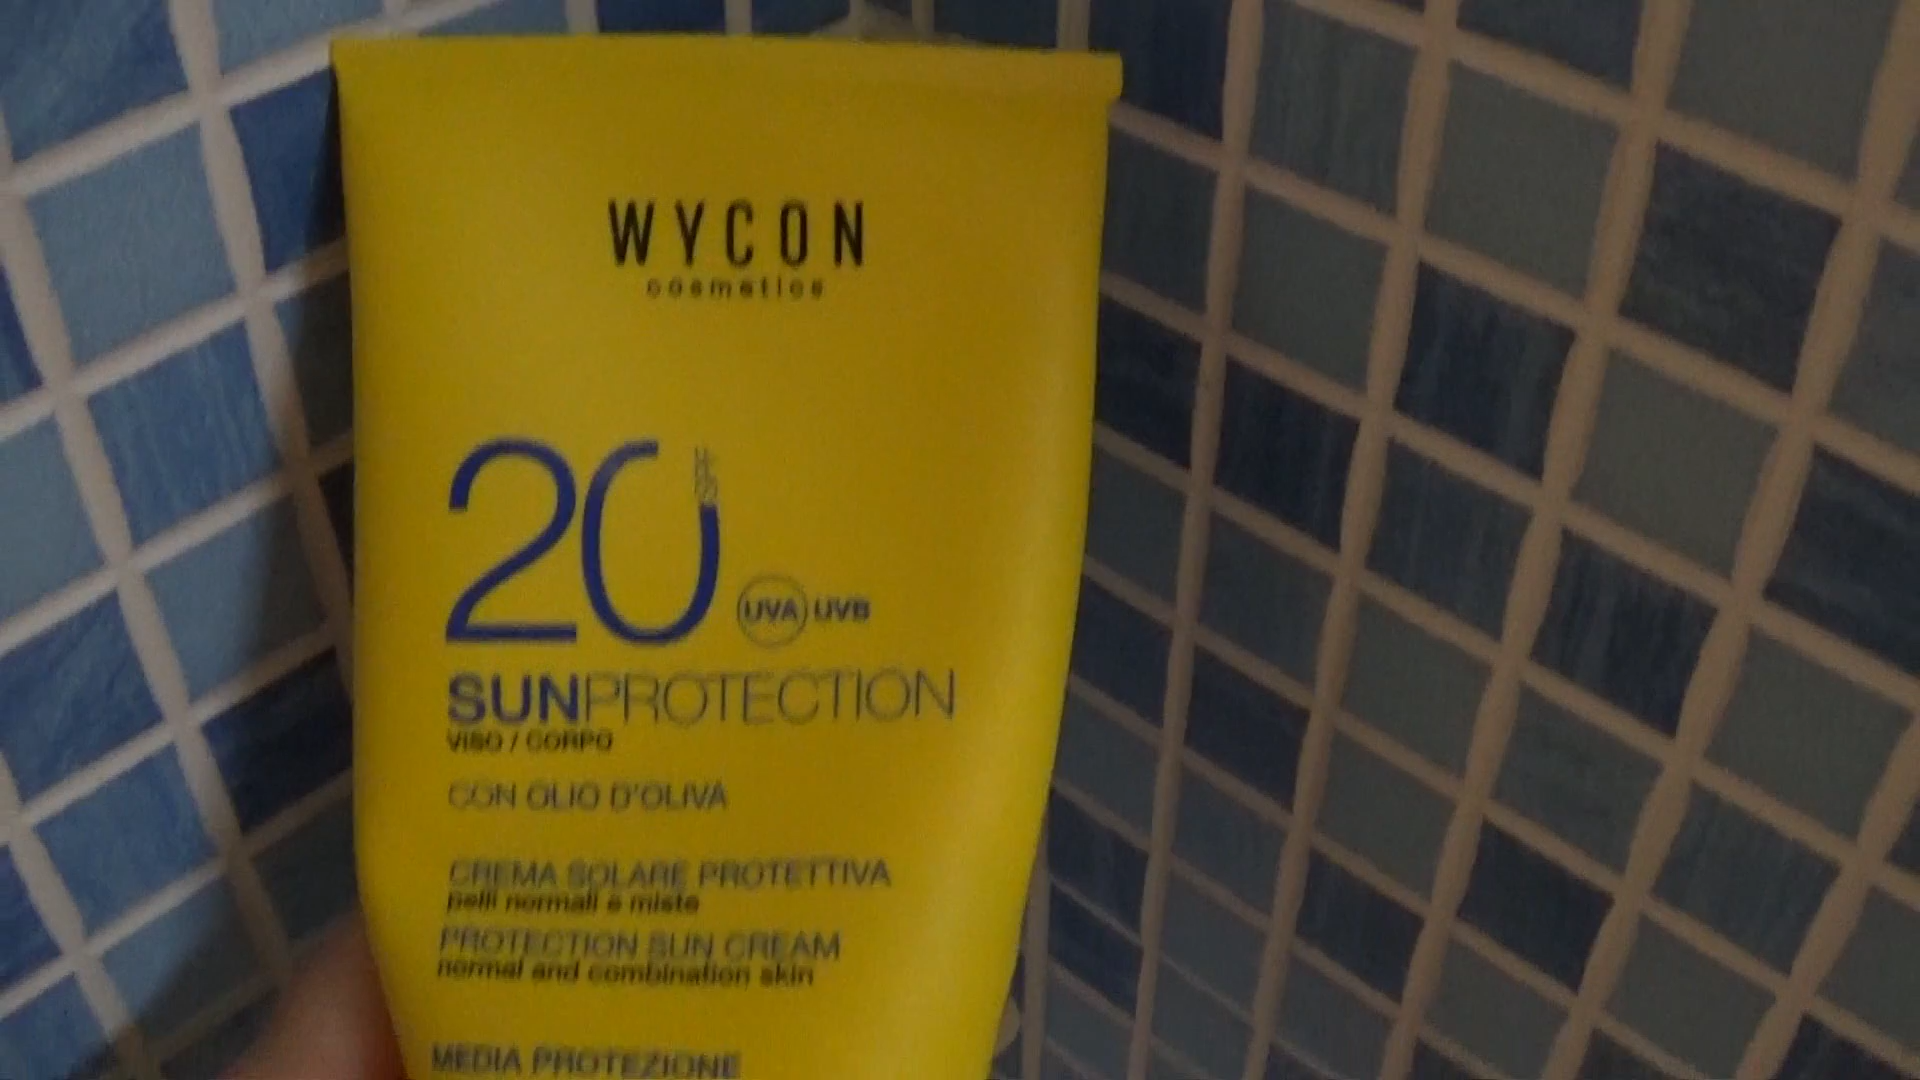 WYCON
cosmetics
20 SPF
UVA UVB
SUNPROTECTION
VISO / CORPO
CON OLIO D'OLIVA
CREMA SOLARE PROTETTIVA
pelli normali e miste
PROTECTION SUN CREAM
normal and combination skin
MEDIA PROTEZIONE